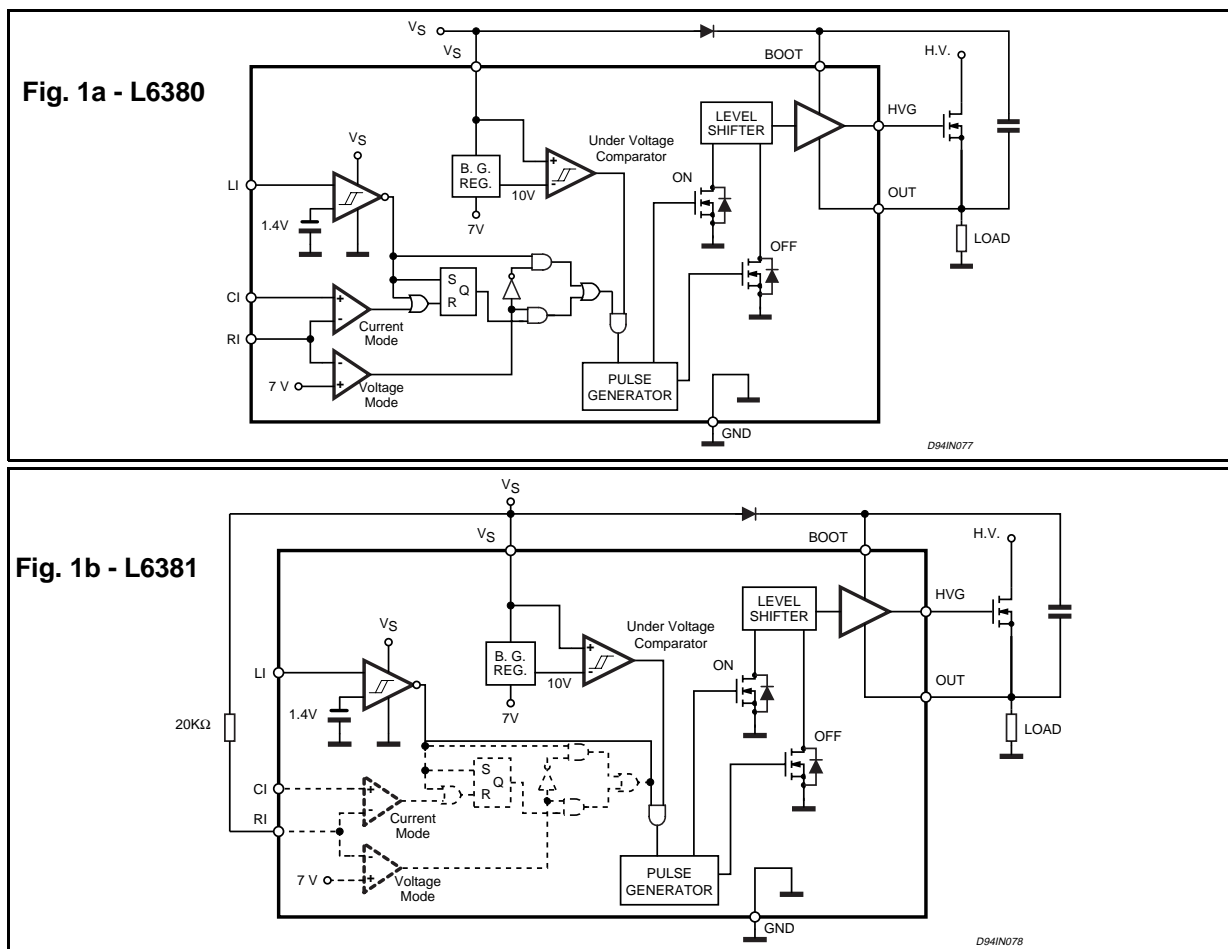 Fig. 1a - L6380
VS
VS
BOOT
H.V.
HVG
LEVEL
SHIFTER
Under Voltage
Comparator
VS
B. G.
REG.
10V
7V
ON
LI
1.4V
OUT
OFF
LOAD
S
Q
R
CI
Current
Mode
RI
7 V
Voltage
Mode
PULSE
GENERATOR
GND
D94IN077
VS
VS
BOOT
H.V.
Fig. 1b - L6381
HVG
LEVEL
SHIFTER
Under Voltage
Comparator
VS
B. G.
REG.
10V
7V
ON
LI
1.4V
OUT
20KΩ
OFF
LOAD
S
Q
R
CI
Current
Mode
RI
7 V
Voltage
Mode
PULSE
GENERATOR
GND
D94IN078